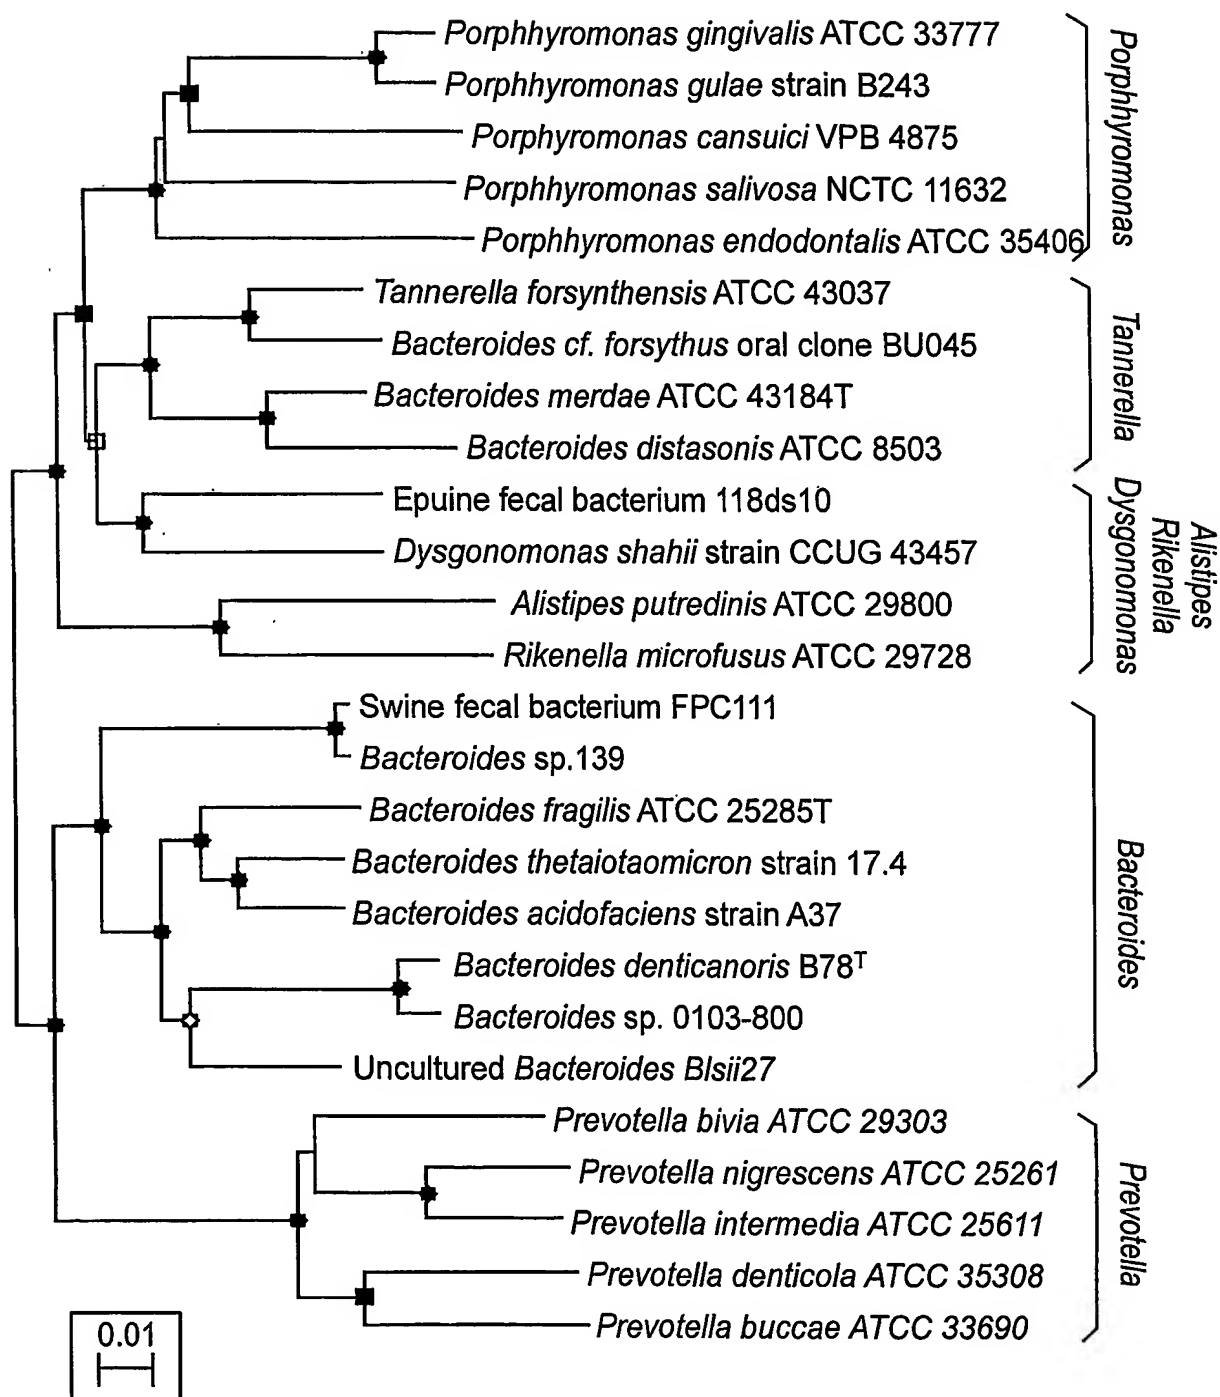 Porphhyromonas gingivalis ATCC 33777
Porphhyromonas gulae strain B243
Porphyromonas cansuici VPB 4875
Porphhyromonas salivosa NCTC 11632
Porphhyromonas endodontalis ATCC 35406
Porphhyromonas
Tannerella forsynthensis ATCC 43037
Bacteroides cf. forsythus oral clone BU045
Bacteroides merdae ATCC 43184T
Bacteroides distasonis ATCC 8503
Tannerella
Epuine fecal bacterium 118ds10
Dysgonomonas shahii strain CCUG 43457
Alistipes putredinis ATCC 29800
Rikenella microfusus ATCC 29728
Alistipes
Rikenella
Dysgonomonas
Swine fecal bacterium FPC111
Bacteroides sp.139
Bacteroides fragilis ATCC 25285T
Bacteroides thetaiotaomicron strain 17.4
Bacteroides acidofaciens strain A37
Bacteroides denticanoris B78ᵀ
Bacteroides sp. 0103-800
Uncultured Bacteroides Blsii27
Bacteroides
Prevotella bivia ATCC 29303
Prevotella nigrescens ATCC 25261
Prevotella intermedia ATCC 25611
Prevotella denticola ATCC 35308
Prevotella buccae ATCC 33690
Prevotella
0.01